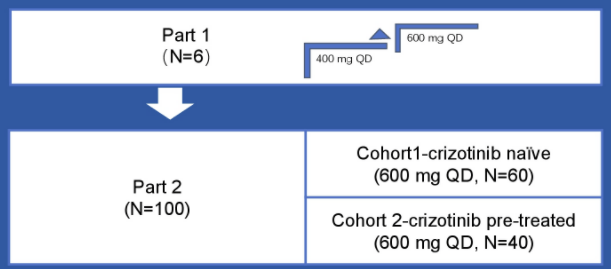 Part 1
（N=6)
400 mg QD
600 mg QD
Part 2
(N=100)
Cohort1-crizotinib naïve
(600 mg QD, N=60)
Cohort 2-crizotinib pre-treated
(600 mg QD, N=40)